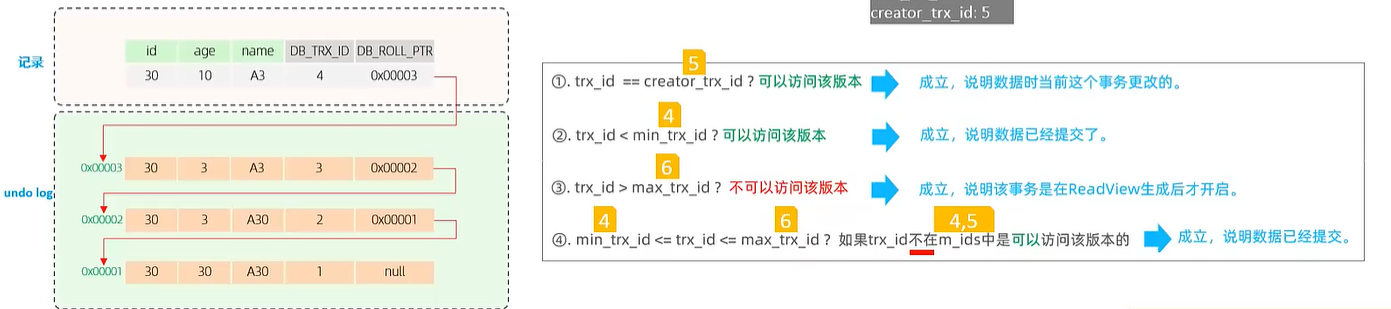 creator_trx_id: 5
记录
id age name DB_TRX_ID DB_ROLL_PTR
30 10 A3 4 0x00003
undo log
0x00003 30 3 A3 3 0x00002
0x00002 30 3 A30 2 0x00001
0x00001 30 30 A30 1 null
5
①. trx_id == creator_trx_id ? 可以访问该版本 成立，说明数据时当前这个事务更改的。
4
②. trx_id < min_trx_id ? 可以访问该版本 成立，说明数据已经提交了。
6
③. trx_id > max_trx_id ? 不可以访问该版本 成立，说明该事务是在ReadView生成后才开启。
4 6 4,5
④. min_trx_id <= trx_id <= max_trx_id ? 如果trx_id不在m_ids中是可以访问该版本的 成立，说明数据已经提交。